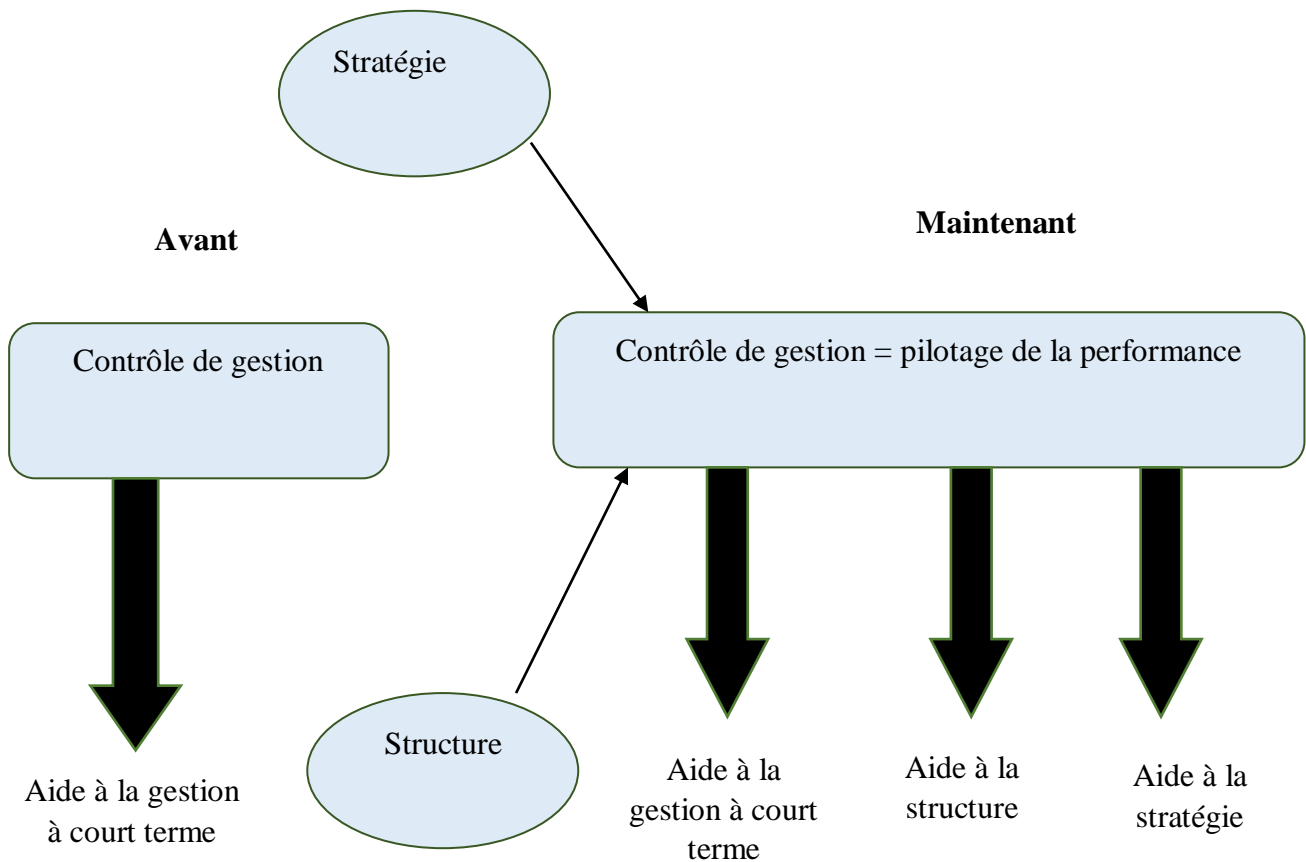 Stratégie
Avant
Maintenant
Contrôle de gestion
Contrôle de gestion = pilotage de la performance
Structure
Aide à la gestion
à court terme
Aide à la
gestion à court
terme
Aide à la
structure
Aide à la
stratégie